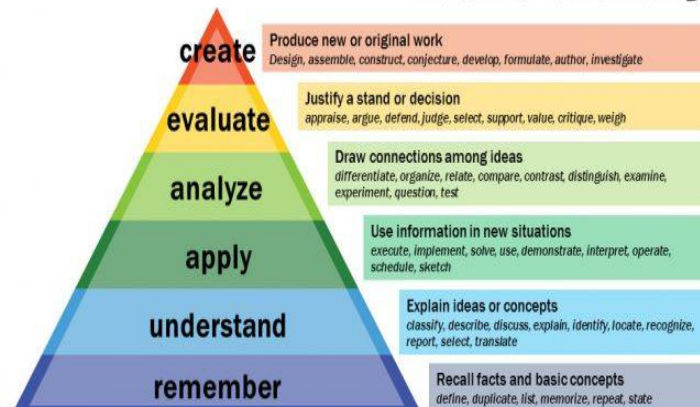 create
Produce new or original work
Design, assemble, construct, conjecture, develop, formulate, author, investigate
evaluate
Justify a stand or decision
appraise, argue, defend, judge, select, support, value, critique, weigh
analyze
Draw connections among ideas
differentiate, organize, relate, compare, contrast, distinguish, examine,
experiment, question, test
apply
Use information in new situations
execute, implement, solve, use, demonstrate, interpret, operate,
schedule, sketch
understand
Explain ideas or concepts
classify, describe, discuss, explain, identify, locate, recognize,
report, select, translate
remember
Recall facts and basic concepts
define, duplicate, list, memorize, repeat, state